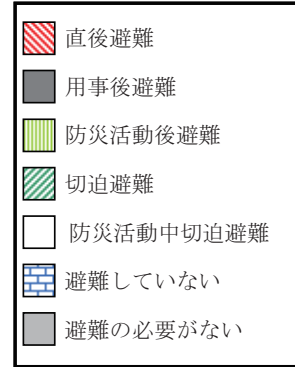 直後避難
用事後避難
防災活動後避難
切迫避難
防災活動中切迫避難
避難していない
避難の必要がない